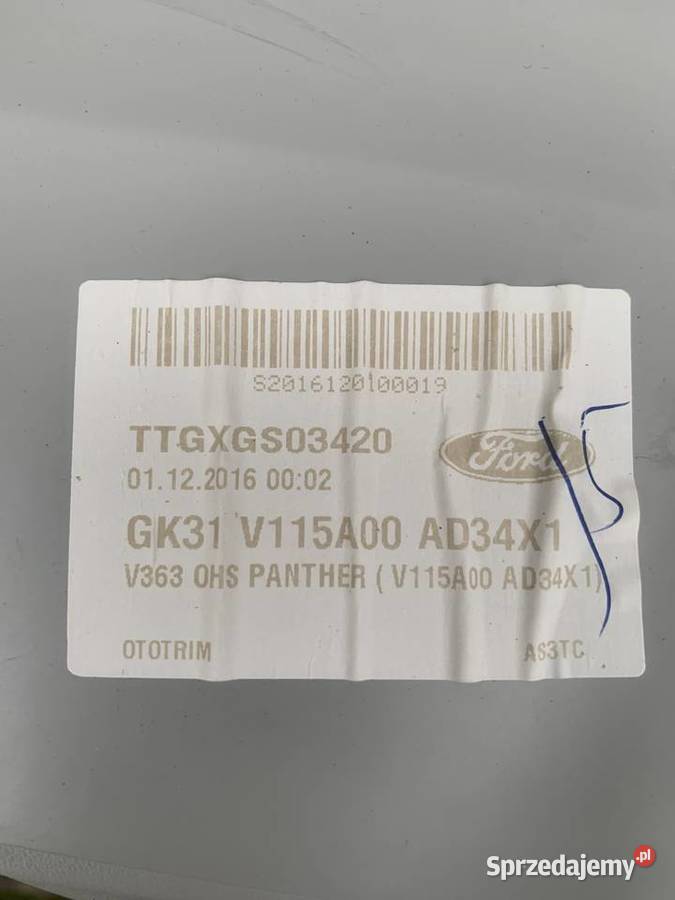 S2016120100019
TTGXGS03420
Ford
01.12.2016 00:02
GK31 V115A00 AD34X1
V363 OHS PANTHER ( V115A00 AD34X1)
OTOTRIM AS3TC
Sprzedajemy.pl